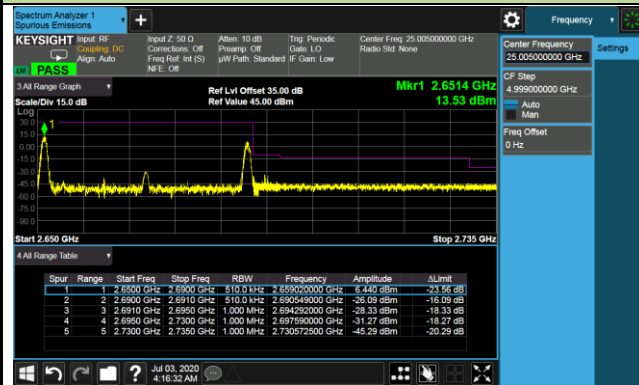 Spectrum Analyzer 1
Spurious Emissions
Frequency
KEYSIGHT Input: RF
Coupling: DC
Align: Auto
Input Z: 50 Ω
Corrections: Off
Freq Ref: Int (S)
NFE: Off
Atten: 10 dB
Preamp: Off
µW Path: Standard
Trig: Periodic
Gate: LO
IF Gain: Low
Center Freq: 25.005000000 GHz
Radio Std: None
LXI PASS
Center Frequency
25.005000000 GHz
Settings
CF Step
4.999000000 GHz
Auto
Man
Freq Offset
0 Hz
3 All Range Graph
Ref Lvl Offset 35.00 dB
Mkr1 2.6514 GHz
Scale/Div 15.0 dB
Ref Value 45.00 dBm
13.53 dBm
Log
30.0
15.0
0.00
-15.0
-30.0
-45.0
-60.0
-75.0
-90.0
1
Start 2.650 GHz
Stop 2.735 GHz
4 All Range Table
Spur Range Start Freq Stop Freq RBW Frequency Amplitude ΔLimit
1 1 2.6500 GHz 2.6900 GHz 510.0 kHz 2.659020000 GHz 6.440 dBm -23.56 dB
2 2 2.6900 GHz 2.6910 GHz 510.0 kHz 2.690549000 GHz -26.09 dBm -16.09 dB
3 3 2.6910 GHz 2.6950 GHz 1.000 MHz 2.694292000 GHz -28.33 dBm -18.33 dB
4 4 2.6950 GHz 2.7300 GHz 1.000 MHz 2.697590000 GHz -31.27 dBm -18.27 dB
5 5 2.7300 GHz 2.7350 GHz 1.000 MHz 2.730572500 GHz -45.29 dBm -20.29 dB
Jul 03, 2020
4:16:32 AM